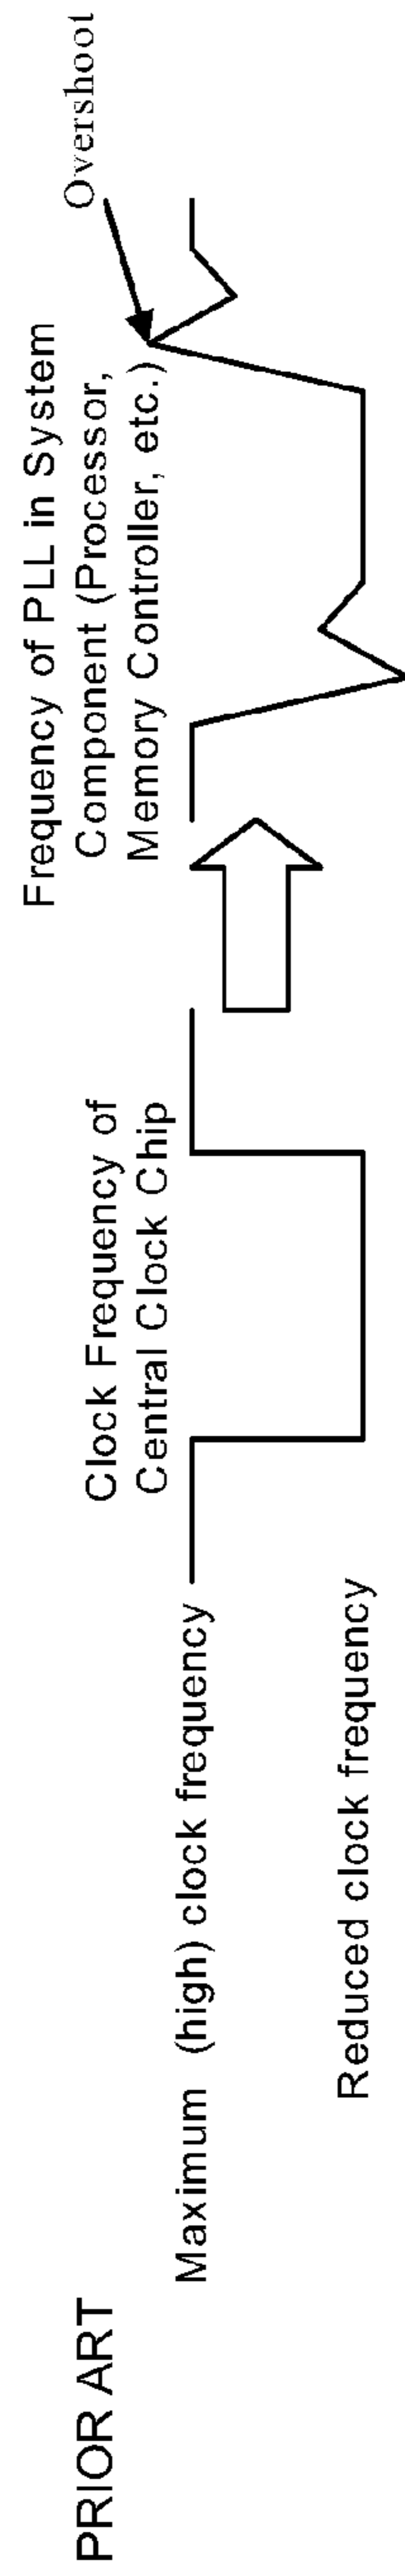 PRIOR ART
Clock Frequency of
Central Clock Chip
Frequency of PLL in System
Component (Processor,
Memory Controller, etc.)
Overshoot
Maximum (high) clock frequency
Reduced clock frequency